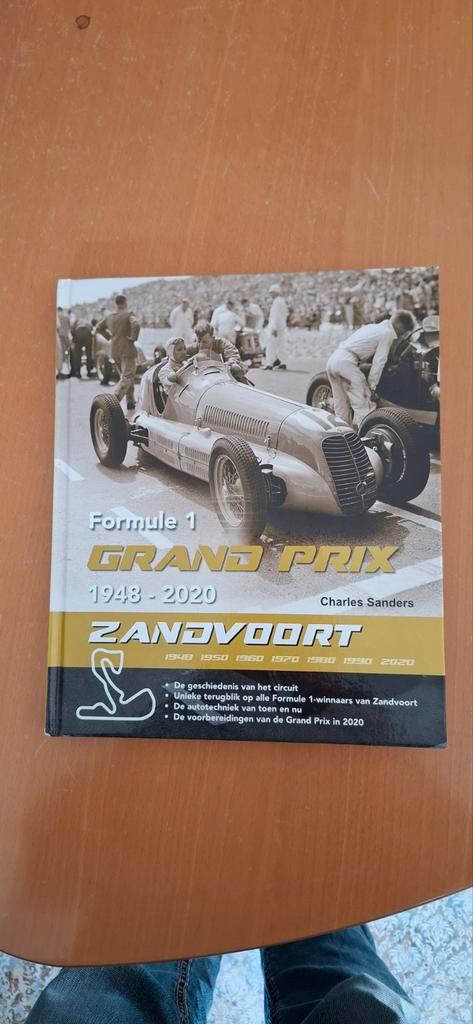 Formule 1
GRAND PRIX
1948 - 2020
Charles Sanders
ZANDVOORT
1948 1950 1960 1970 1980 1990 2020
• De geschiedenis van het circuit
• Unieke terugblik op alle Formule 1-winnaars van Zandvoort
• De autotechniek van toen en nu
• De voorbereidingen van de Grand Prix in 2020